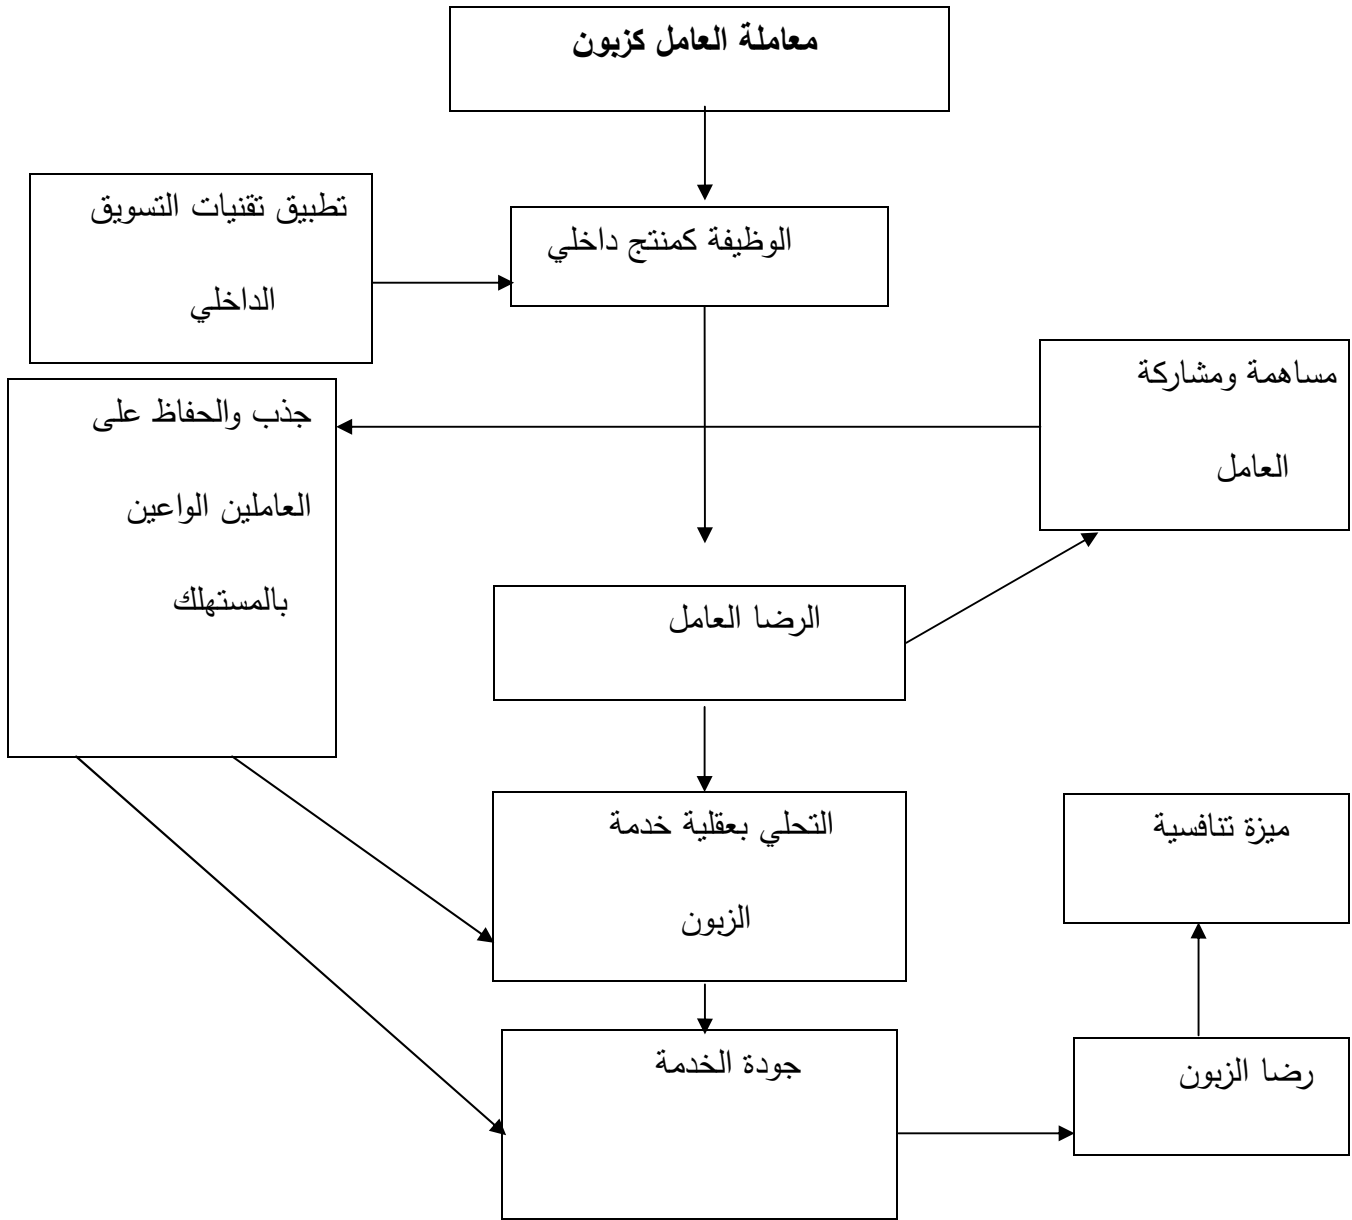 معاملة العامل كزبون
تطبيق تقنيات التسويق
الداخلي
الوظيفة كمنتج داخلي
مساهمة ومشاركة
العامل
جذب والحفاظ على
العاملين الواعين
بالمستهلك
الرضا العامل
التحلي بعقلية خدمة
الزبون
ميزة تنافسية
جودة الخدمة
رضا الزبون